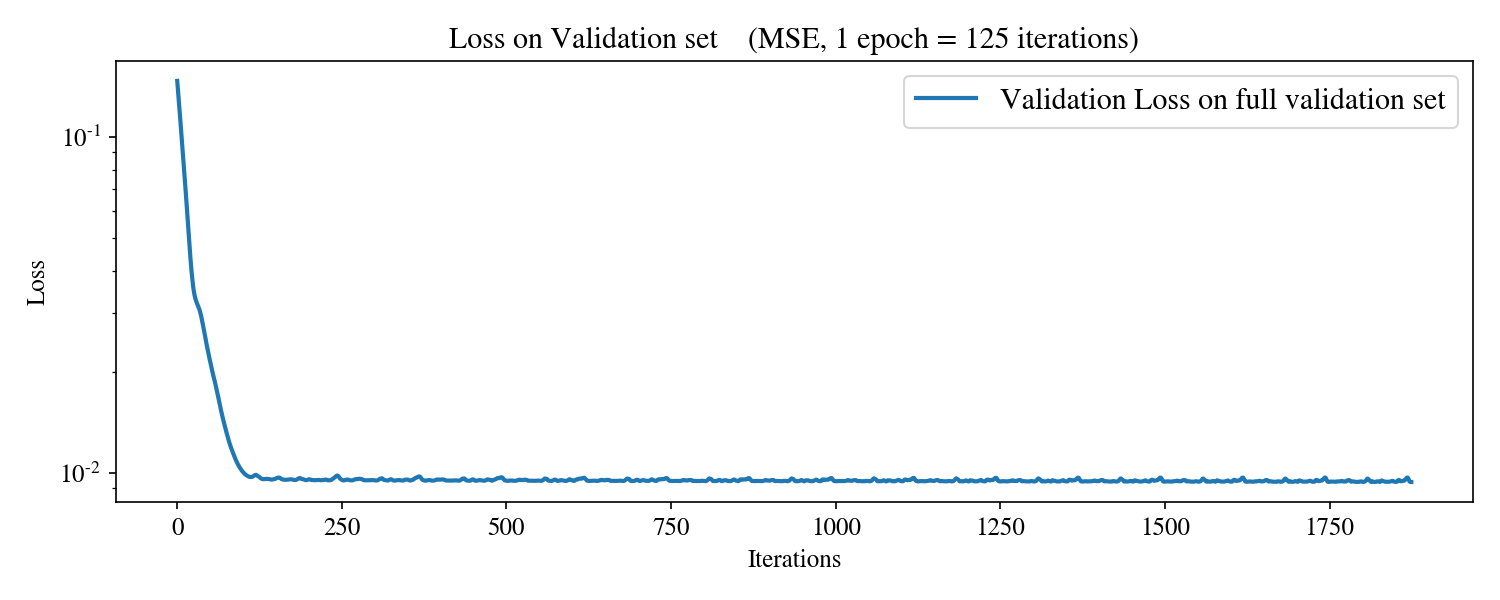 Loss on Validation set    (MSE, 1 epoch = 125 iterations)
Validation Loss on full validation set
10⁻¹
10⁻²
Loss
0 250 500 750 1000 1250 1500 1750
Iterations